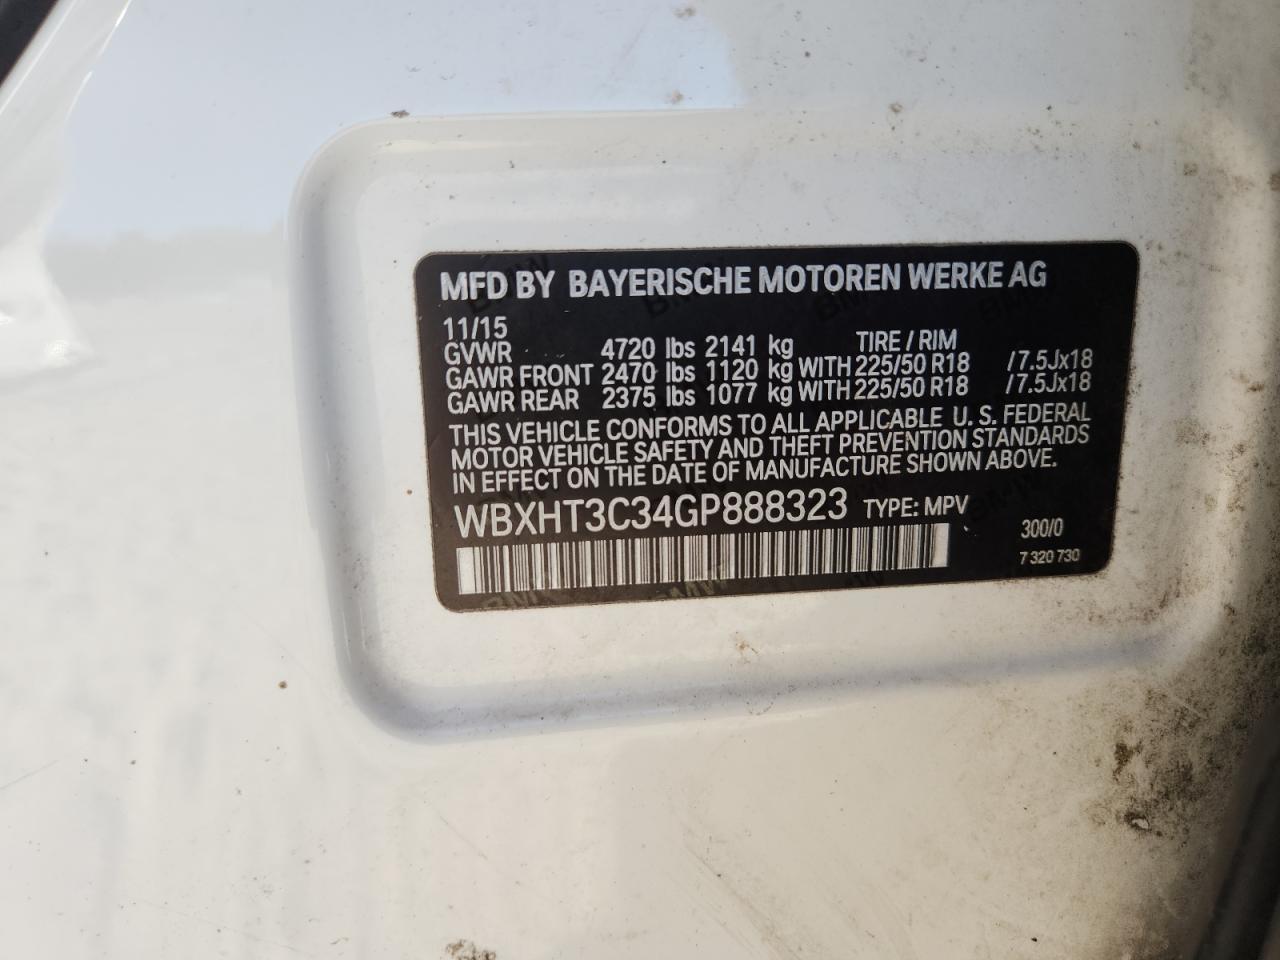 MFD BY BAYERISCHE MOTOREN WERKE AG
11/15
GVWR 4720 lbs 2141 kg TIRE / RIM
GAWR FRONT 2470 lbs 1120 kg WITH 225/50 R18 /7.5Jx18
GAWR REAR 2375 lbs 1077 kg WITH 225/50 R18 /7.5Jx18
THIS VEHICLE CONFORMS TO ALL APPLICABLE U. S. FEDERAL
MOTOR VEHICLE SAFETY AND THEFT PREVENTION STANDARDS
IN EFFECT ON THE DATE OF MANUFACTURE SHOWN ABOVE.
WBXHT3C34GP888323 TYPE: MPV
300/0
7 320 730